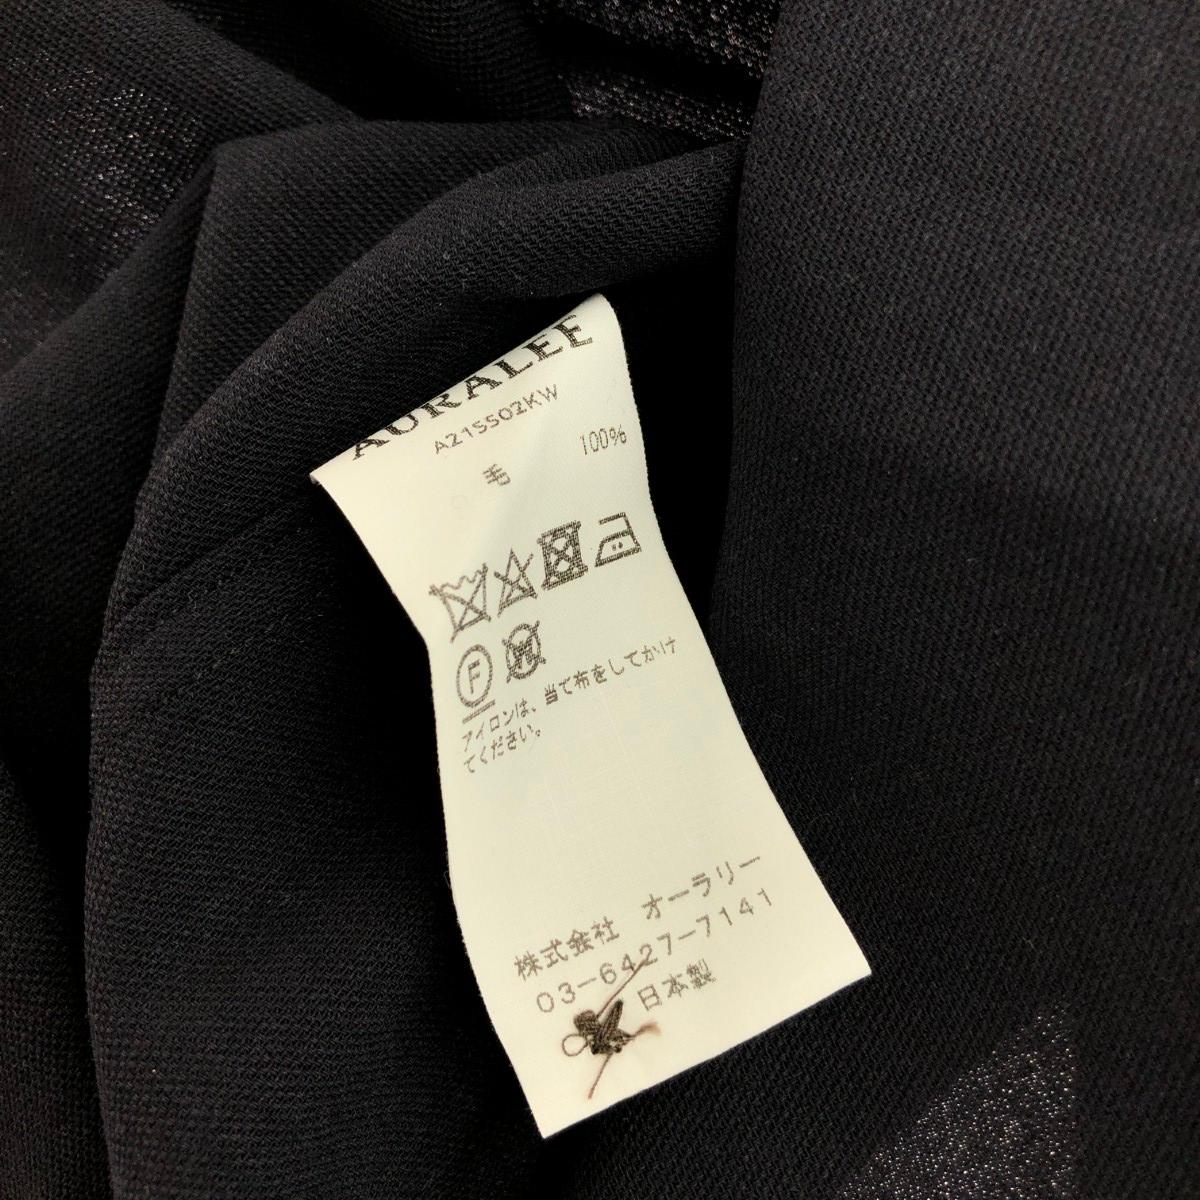 AURALEE
A21SS02KW
毛 100%
F
W
アイロンは、当て布をしてかけ
てください。
株式会社 オーラリー
03-6427-7141
日本製